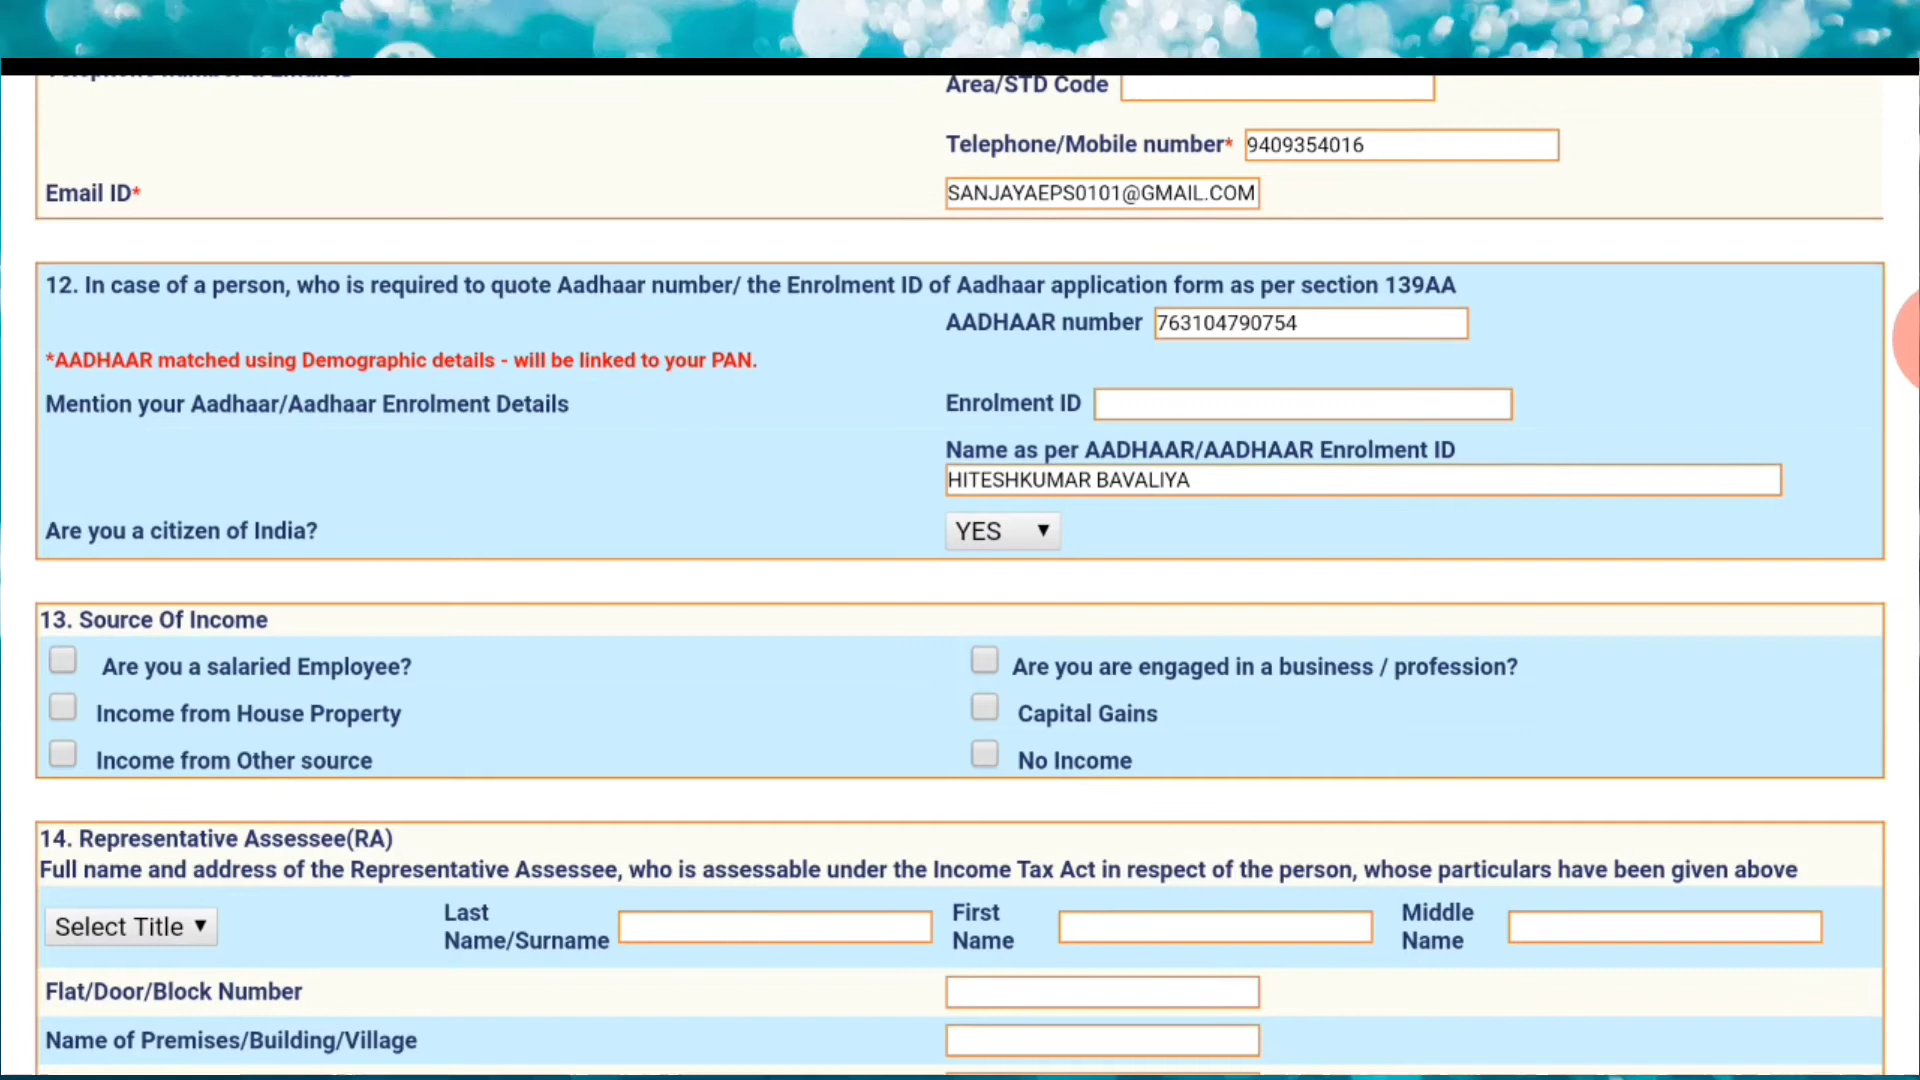 Area/STD Code
Telephone/Mobile number* 9409354016
Email ID* SANJAYAEPS0101@GMAIL.COM
12. In case of a person, who is required to quote Aadhaar number/ the Enrolment ID of Aadhaar application form as per section 139AA
AADHAAR number 763104790754
*AADHAAR matched using Demographic details - will be linked to your PAN.
Mention your Aadhaar/Aadhaar Enrolment Details Enrolment ID
Name as per AADHAAR/AADHAAR Enrolment ID
HITESHKUMAR BAVALIYA
Are you a citizen of India? YES
13. Source Of Income
Are you a salaried Employee? Are you are engaged in a business / profession?
Income from House Property Capital Gains
Income from Other source No Income
14. Representative Assessee(RA)
Full name and address of the Representative Assessee, who is assessable under the Income Tax Act in respect of the person, whose particulars have been given above
Select Title Last Name/Surname First Name Middle Name
Flat/Door/Block Number
Name of Premises/Building/Village